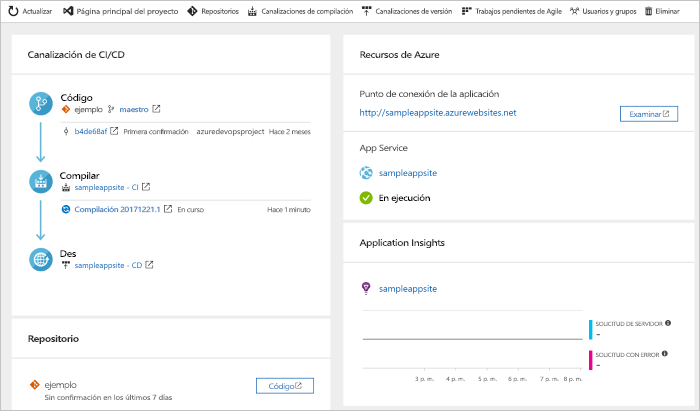 Actualizar Página principal del proyecto Repositorios Canalizaciones de compilación Canalizaciones de versión Trabajos pendientes de Agile Usuarios y grupos Eliminar
Canalización de CI/CD
Código
ejemplo maestro
b4de68af Primera confirmación azuredevopsproject Hace 2 meses
Compilar
sampleappsite - CI
Compilación 20171221.1 En curso Hace 1 minuto
Des
sampleappsite - CD
Repositorio
ejemplo
Sin confirmación en los últimos 7 días
Código
Recursos de Azure
Punto de conexión de la aplicación
http://sampleappsite.azurewebsites.net
Examinar
App Service
sampleappsite
En ejecución
Application Insights
sampleappsite
SOLICITUD DE SERVIDOR
--
SOLICITUD CON ERROR
--
3 p. m. 4 p. m. 5 p. m. 6 p. m. 7 p. m. 8 p. m.